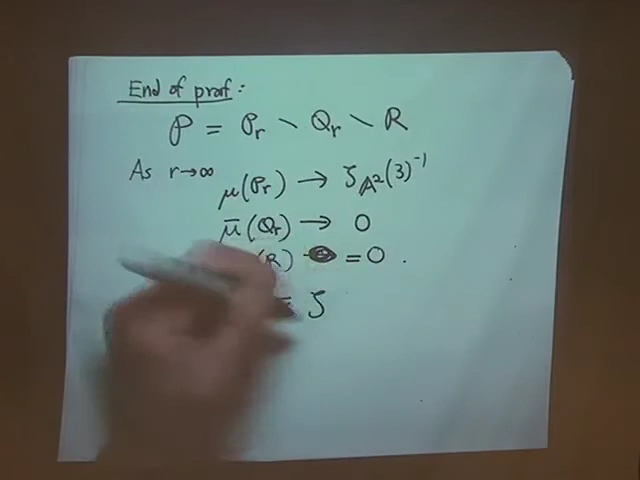 End of proof:
𝒫 = 𝒫_r \ Q_r \ R
As r→∞
μ(𝒫_r) → ζ_{𝔸²}(3)⁻¹
μ̄(Q_r) → 0
(R) = 0.
= ζ